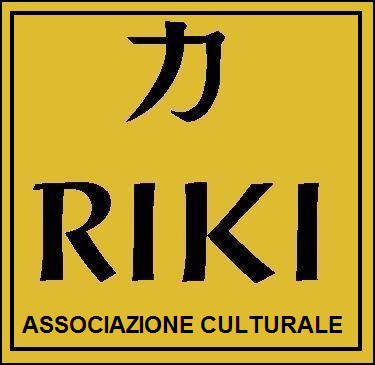 力
RIKI
ASSOCIAZIONE CULTURALE